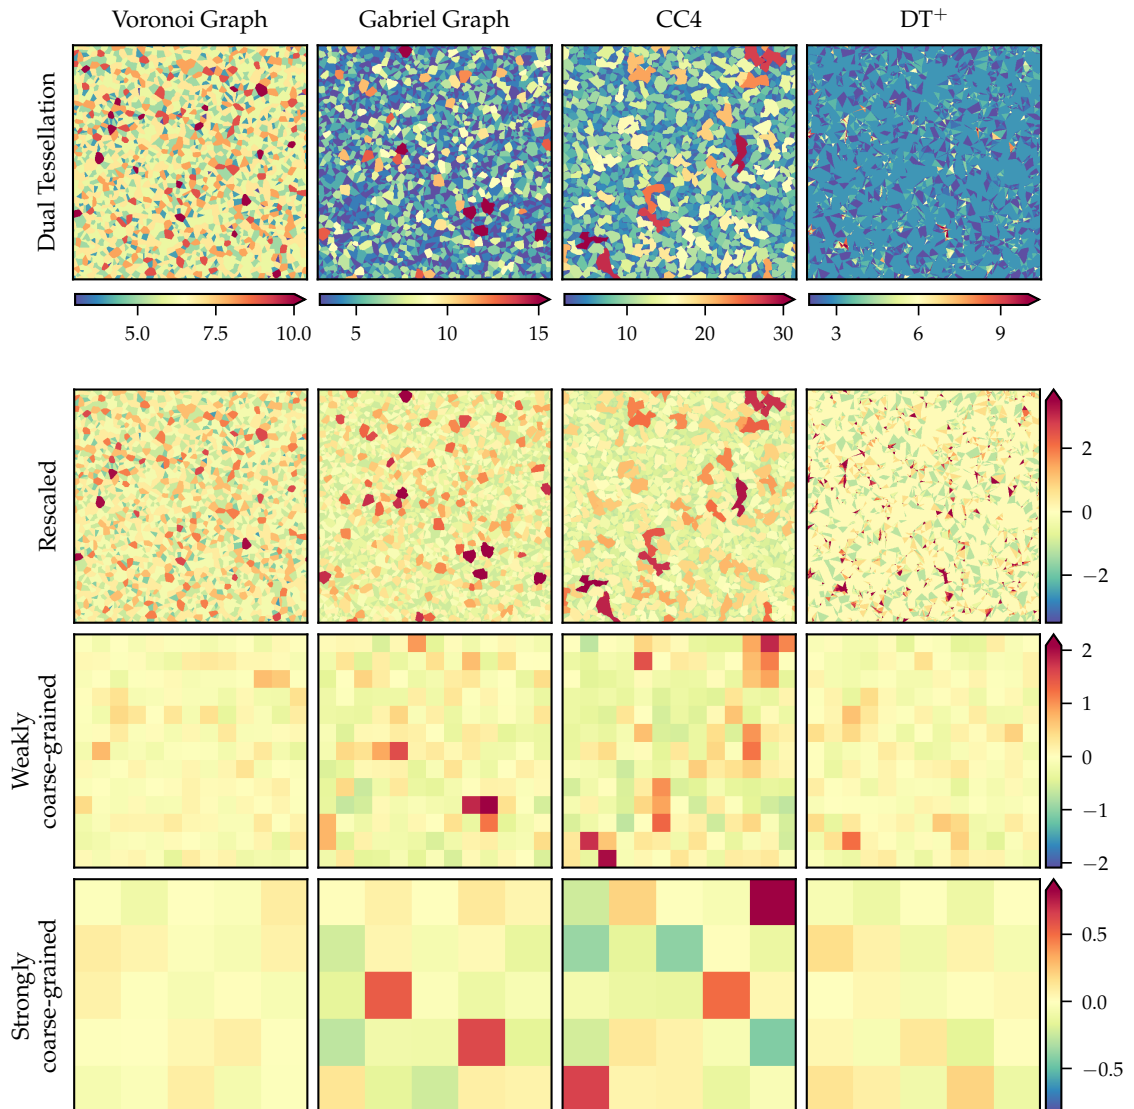 Voronoi Graph Gabriel Graph CC4 DT⁺
Dual Tessellation
5.0 7.5 10.0 5 10 15 10 20 30 3 6 9
Rescaled
2
0
−2
Weakly
coarse-grained
2
1
0
−1
−2
Strongly
coarse-grained
0.5
0.0
−0.5